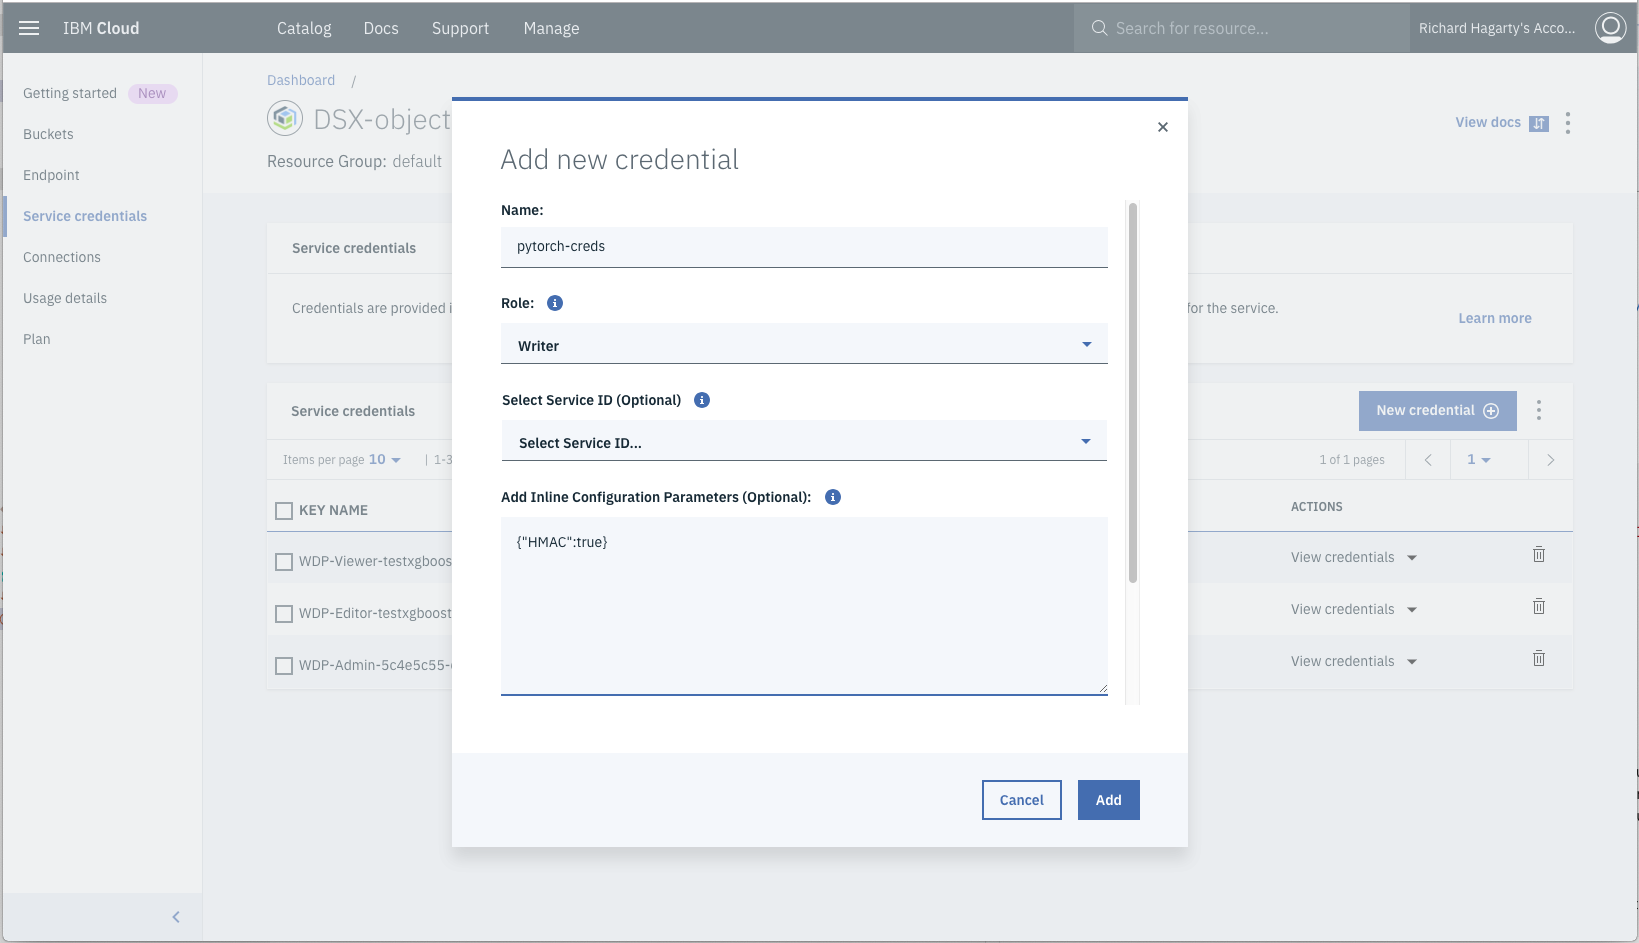 IBM Cloud
Catalog Docs Support Manage
Search for resource...
Richard Hagarty's Acco...
Getting started New
Buckets
Endpoint
Service credentials
Connections
Usage details
Plan
Dashboard /
DSX-object
Resource Group: default
View docs
Service credentials
Credentials are provided
for the service.
Learn more
Service credentials
New credential
Items per page 10 | 1-3
1 of 1 pages
1
KEY NAME
ACTIONS
WDP-Viewer-testxgboos
View credentials
WDP-Editor-testxgboost
View credentials
WDP-Admin-5c4e5c55-
View credentials
Add new credential
Name:
pytorch-creds
Role:
Writer
Select Service ID (Optional)
Select Service ID...
Add Inline Configuration Parameters (Optional):
{"HMAC":true}
Cancel
Add